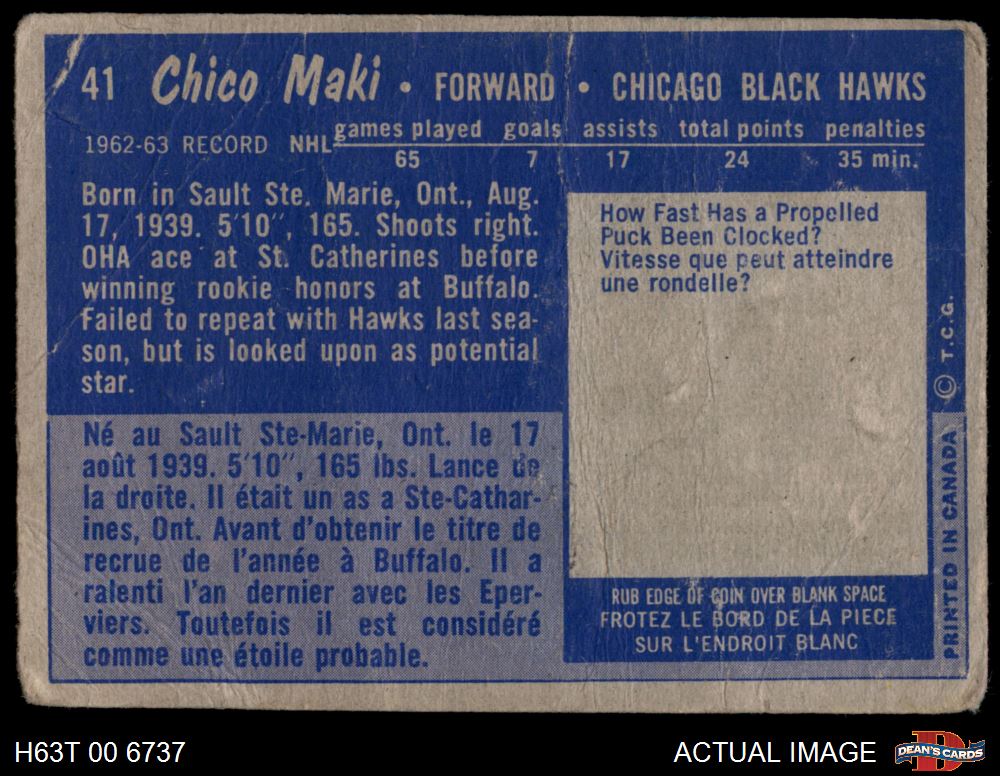 41 Chico Maki • FORWARD • CHICAGO BLACK HAWKS
games played goals assists total points penalties
1962-63 RECORD NHL 65 7 17 24 35 min.
Born in Sault Ste. Marie, Ont., Aug.
17, 1939. 5'10", 165. Shoots right.
OHA ace at St. Catherines before
winning rookie honors at Buffalo.
Failed to repeat with Hawks last sea-
son, but is looked upon as potential
star.
Né au Sault Ste-Marie, Ont. le 17
août 1939. 5'10", 165 lbs. Lance de
la droite. Il était un as a Ste-Cathar-
ines, Ont. Avant d'obtenir le titre de
recrue de l'année à Buffalo. Il a
ralenti l'an dernier avec les Eper-
viers. Toutefois il est considéré
comme une étoile probable.
How Fast Has a Propelled
Puck Been Clocked?
Vitesse que peut atteindre
une rondelle?
RUB EDGE OF COIN OVER BLANK SPACE
FROTEZ LE BORD DE LA PIECE
SUR L'ENDROIT BLANC
PRINTED IN CANADA © T.C.G.
H63T 00 6737
ACTUAL IMAGE
DEAN'S CARDS